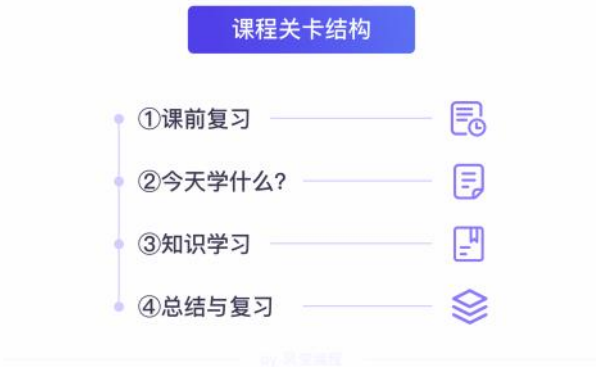 课程关卡结构
①课前复习
②今天学什么?
③知识学习
④总结与复习